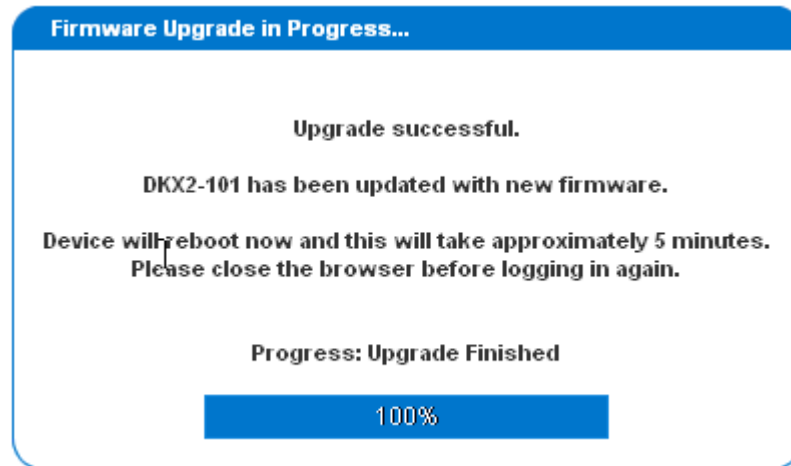 Firmware Upgrade in Progress...
Upgrade successful.
DKX2-101 has been updated with new firmware.
Device will reboot now and this will take approximately 5 minutes.
Please close the browser before logging in again.
Progress: Upgrade Finished
100%